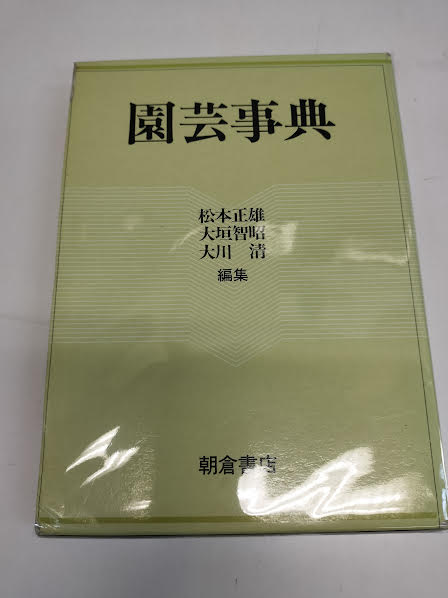 園芸事典
松本正雄
大垣智昭
大川　清
編集
朝倉書店